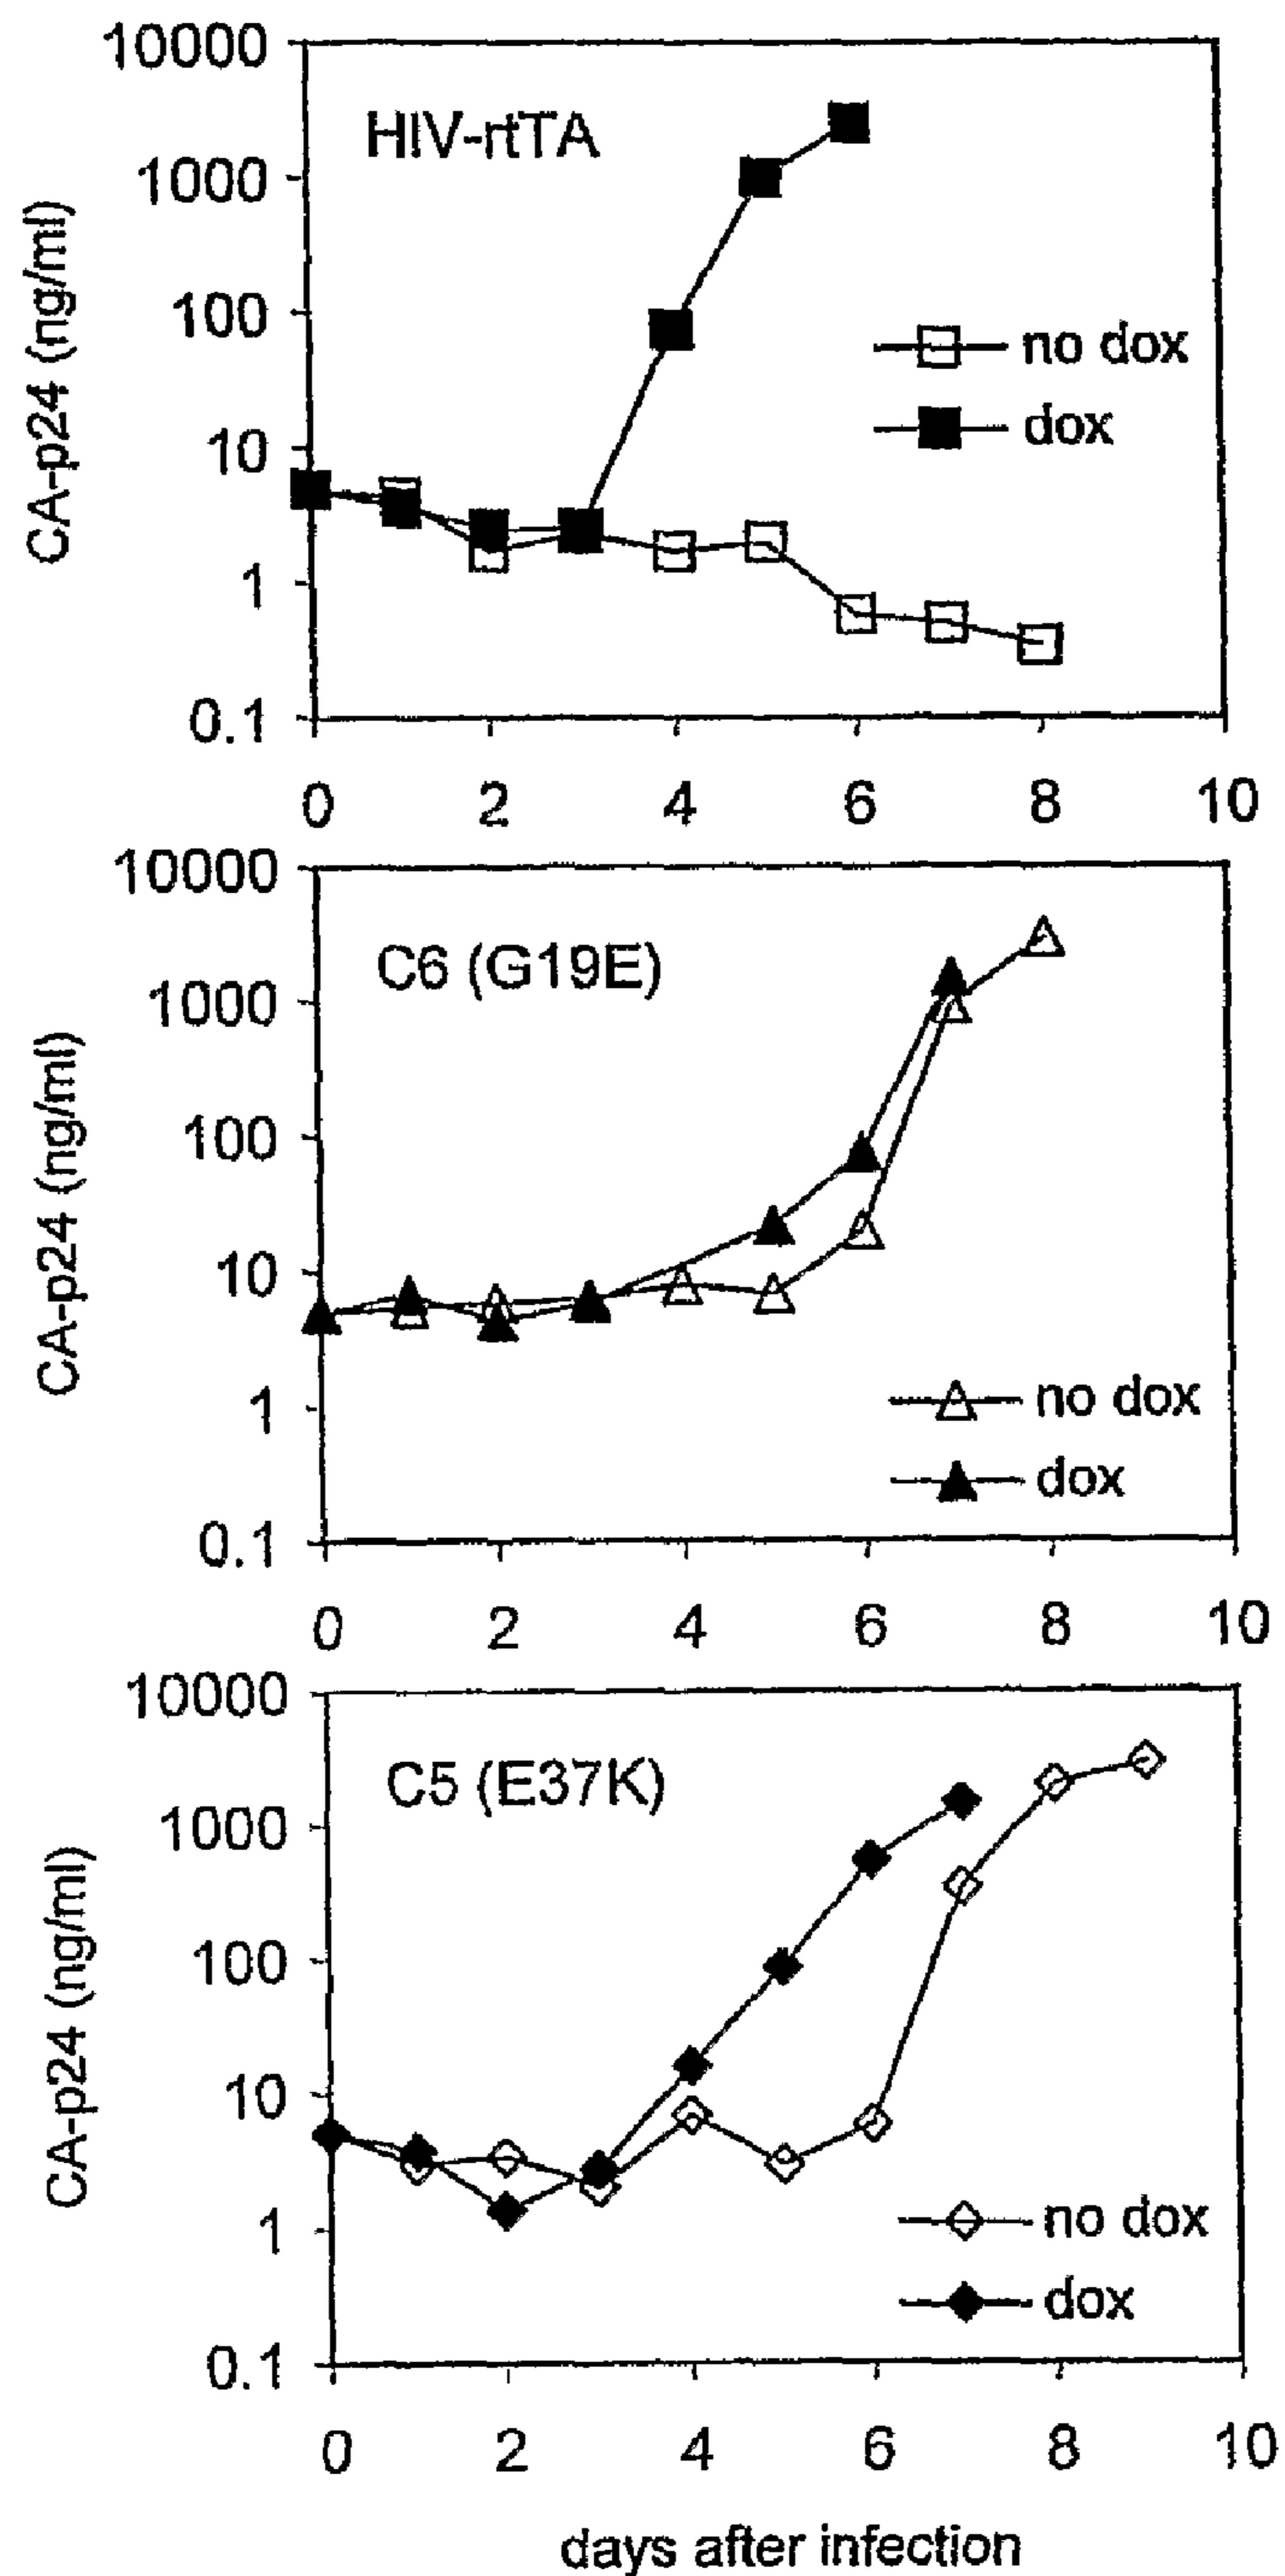 10000
HIV-rtTA
1000
100
no dox
dox
10
1
0.1
CA-p24 (ng/ml)
0 2 4 6 8 10
10000
C6 (G19E)
1000
100
10
1
no dox
dox
0.1
CA-p24 (ng/ml)
0 2 4 6 8 10
10000
C5 (E37K)
1000
100
10
1
no dox
dox
0.1
CA-p24 (ng/ml)
0 2 4 6 8 10
days after infection